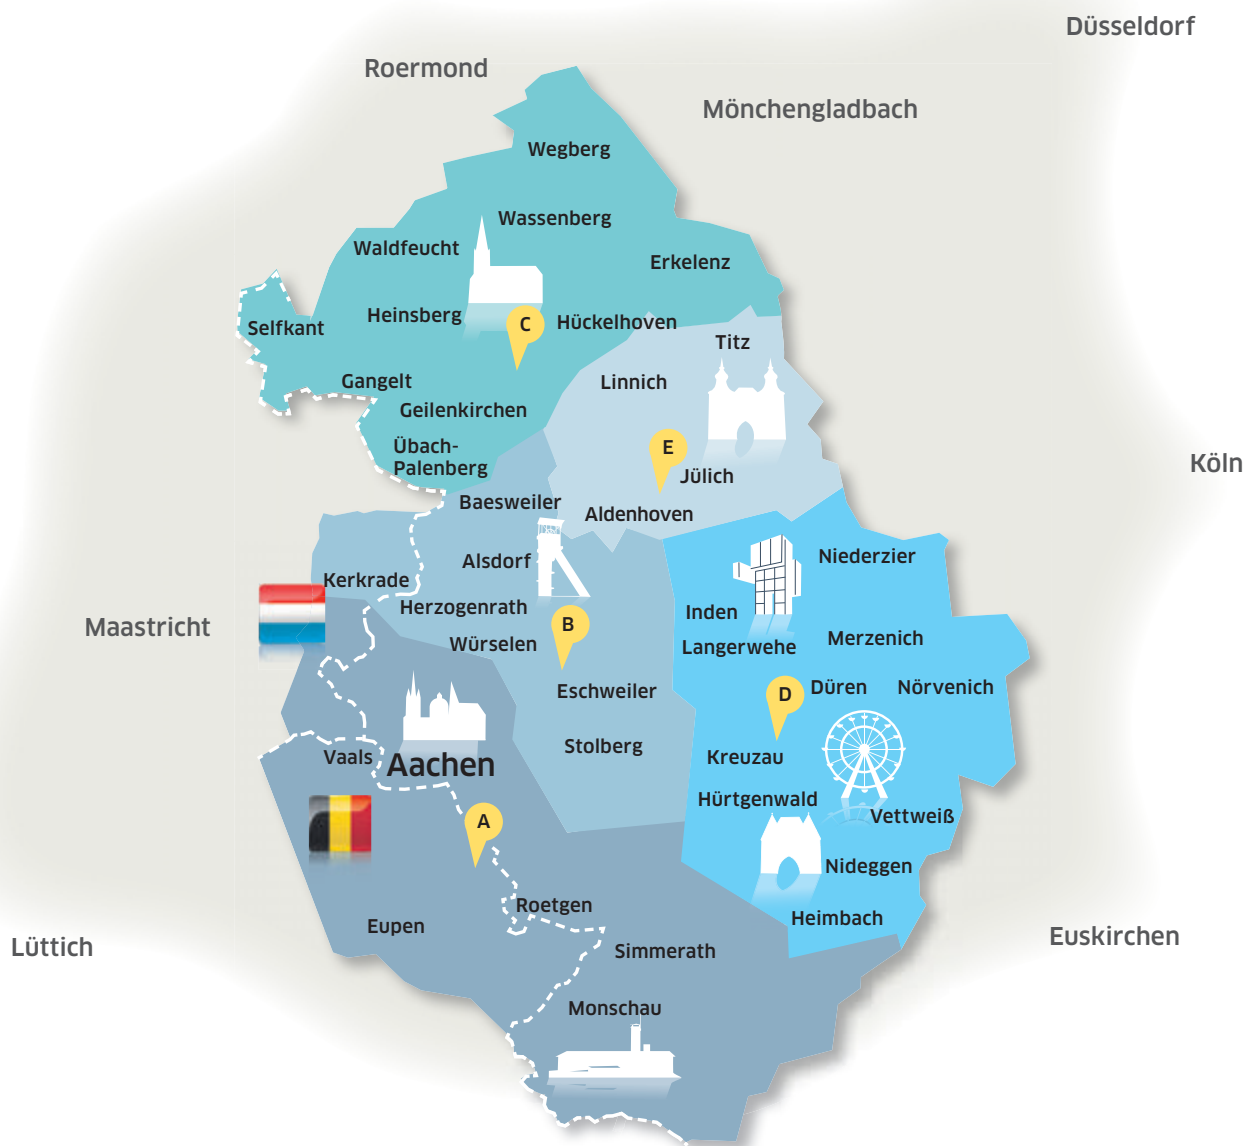 Düsseldorf
Roermond
Mönchengladbach
Wegberg
Wassenberg
Waldfeucht
Erkelenz
Heinsberg
C
Hückelhoven
Selfkant
Titz
Gangelt
Linnich
Geilenkirchen
Übach-
Palenberg
E
Köln
Jülich
Baesweiler
Aldenhoven
Alsdorf
Niederzier
Kerkrade
Herzogenrath
Inden
Maastricht
B
Würselen
Langerwehe
Merzenich
Eschweiler
D
Düren
Nörvenich
Stolberg
Vaals
Aachen
Kreuzau
Hürtgenwald
A
Vettweiß
Nideggen
Roetgen
Heimbach
Eupen
Lüttich
Simmerath
Euskirchen
Monschau